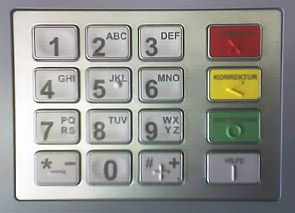 1 2 ABC 3 DEF
4 GHI 5 JKL 6 MNO KORREKTUR
7 PQ RS 8 TUV 9 WX YZ
* 0 # HILFE